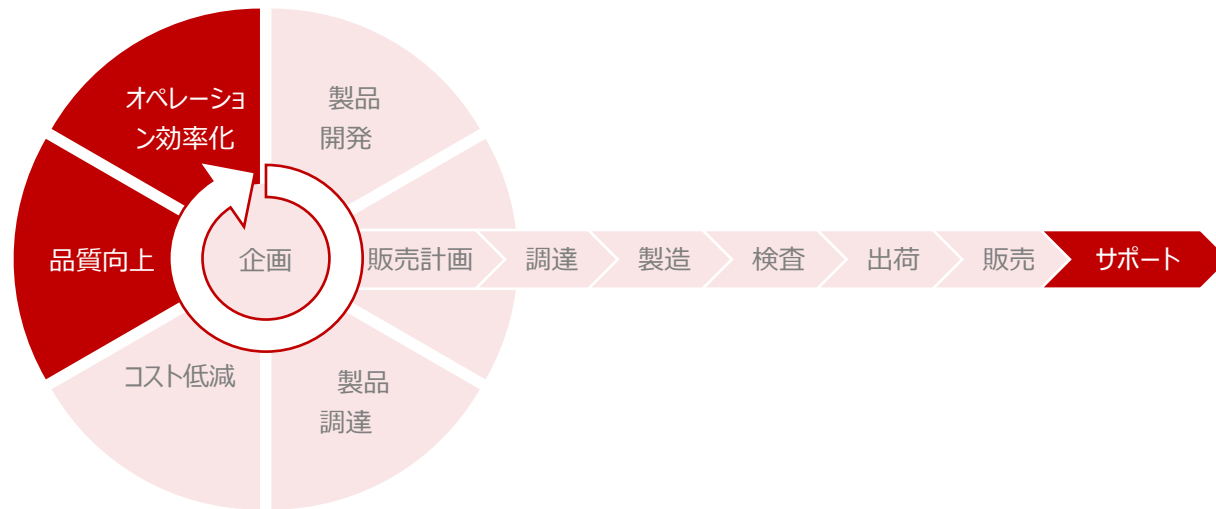 オペレーショ
ン効率化
製品
開発
品質向上
企画
販売計画
調達
製造
検査
出荷
販売
サポート
コスト低減
製品
調達